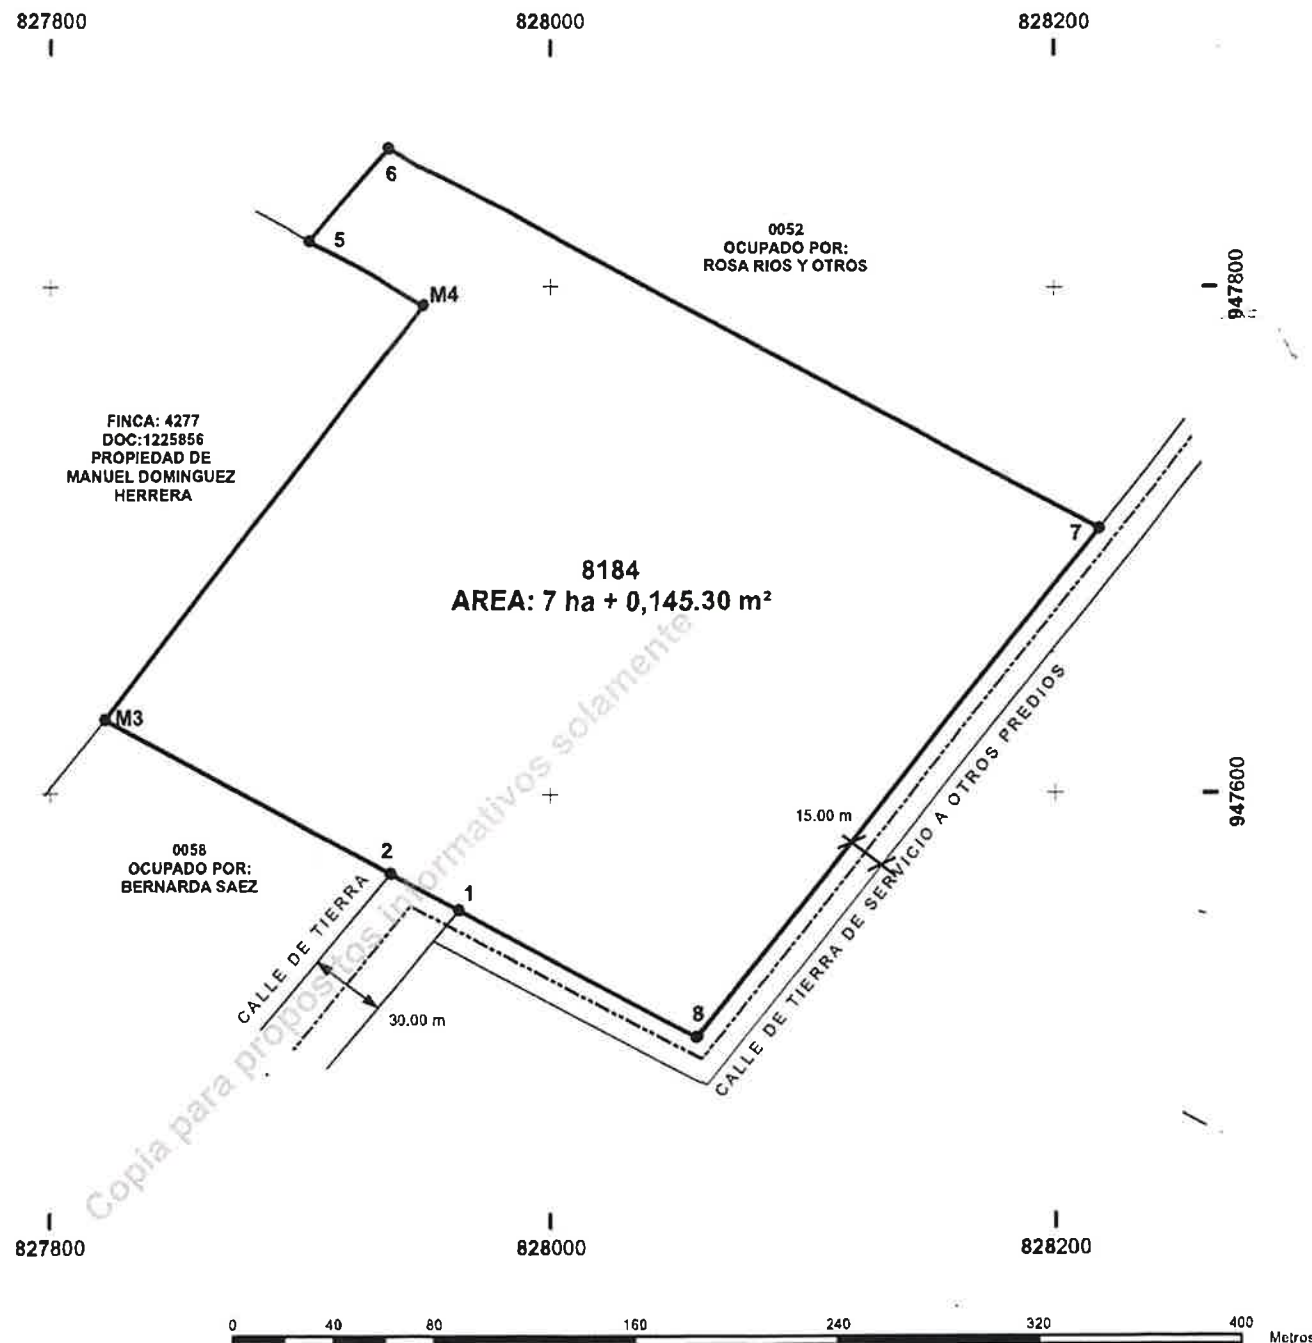 827800
828000
828200
6
5
0052
OCUPADO POR:
ROSA RIOS Y OTROS
947800
M4
FINCA: 4277
DOC:1225856
PROPIEDAD DE
MANUEL DOMINGUEZ
HERRERA
7
8184
AREA: 7 ha + 0,145.30 m²
M3
947600
15.00 m
CALLE DE TIERRA DE SERVICIO A OTROS PREDIOS
0058
OCUPADO POR:
BERNARDA SAEZ
2
1
CALLE DE TIERRA
30.00 m
8
Copia para propositos informativos solamente
827800
828000
828200
0 40 80 160 240 320 400
Metros